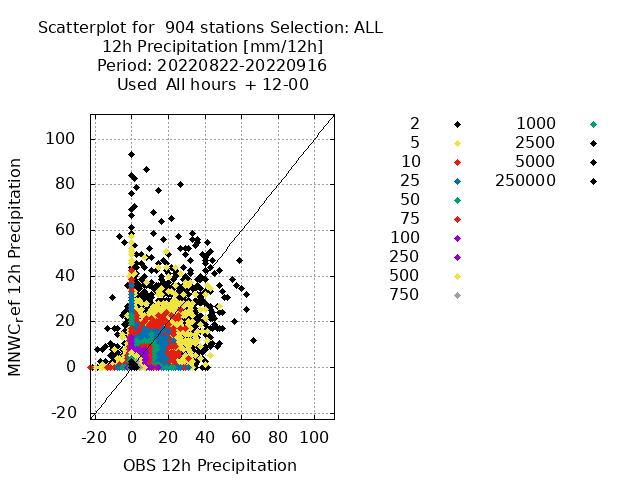 Scatterplot for  904 stations Selection: ALL
12h Precipitation [mm/12h]
Period: 20220822-20220916
Used  All hours  + 12-00
MNWC,ef 12h Precipitation
100
80
60
40
20
0
-20
-20 0 20 40 60 80 100
OBS 12h Precipitation
2 1000
5 2500
10 5000
25 250000
50
75
100
250
500
750